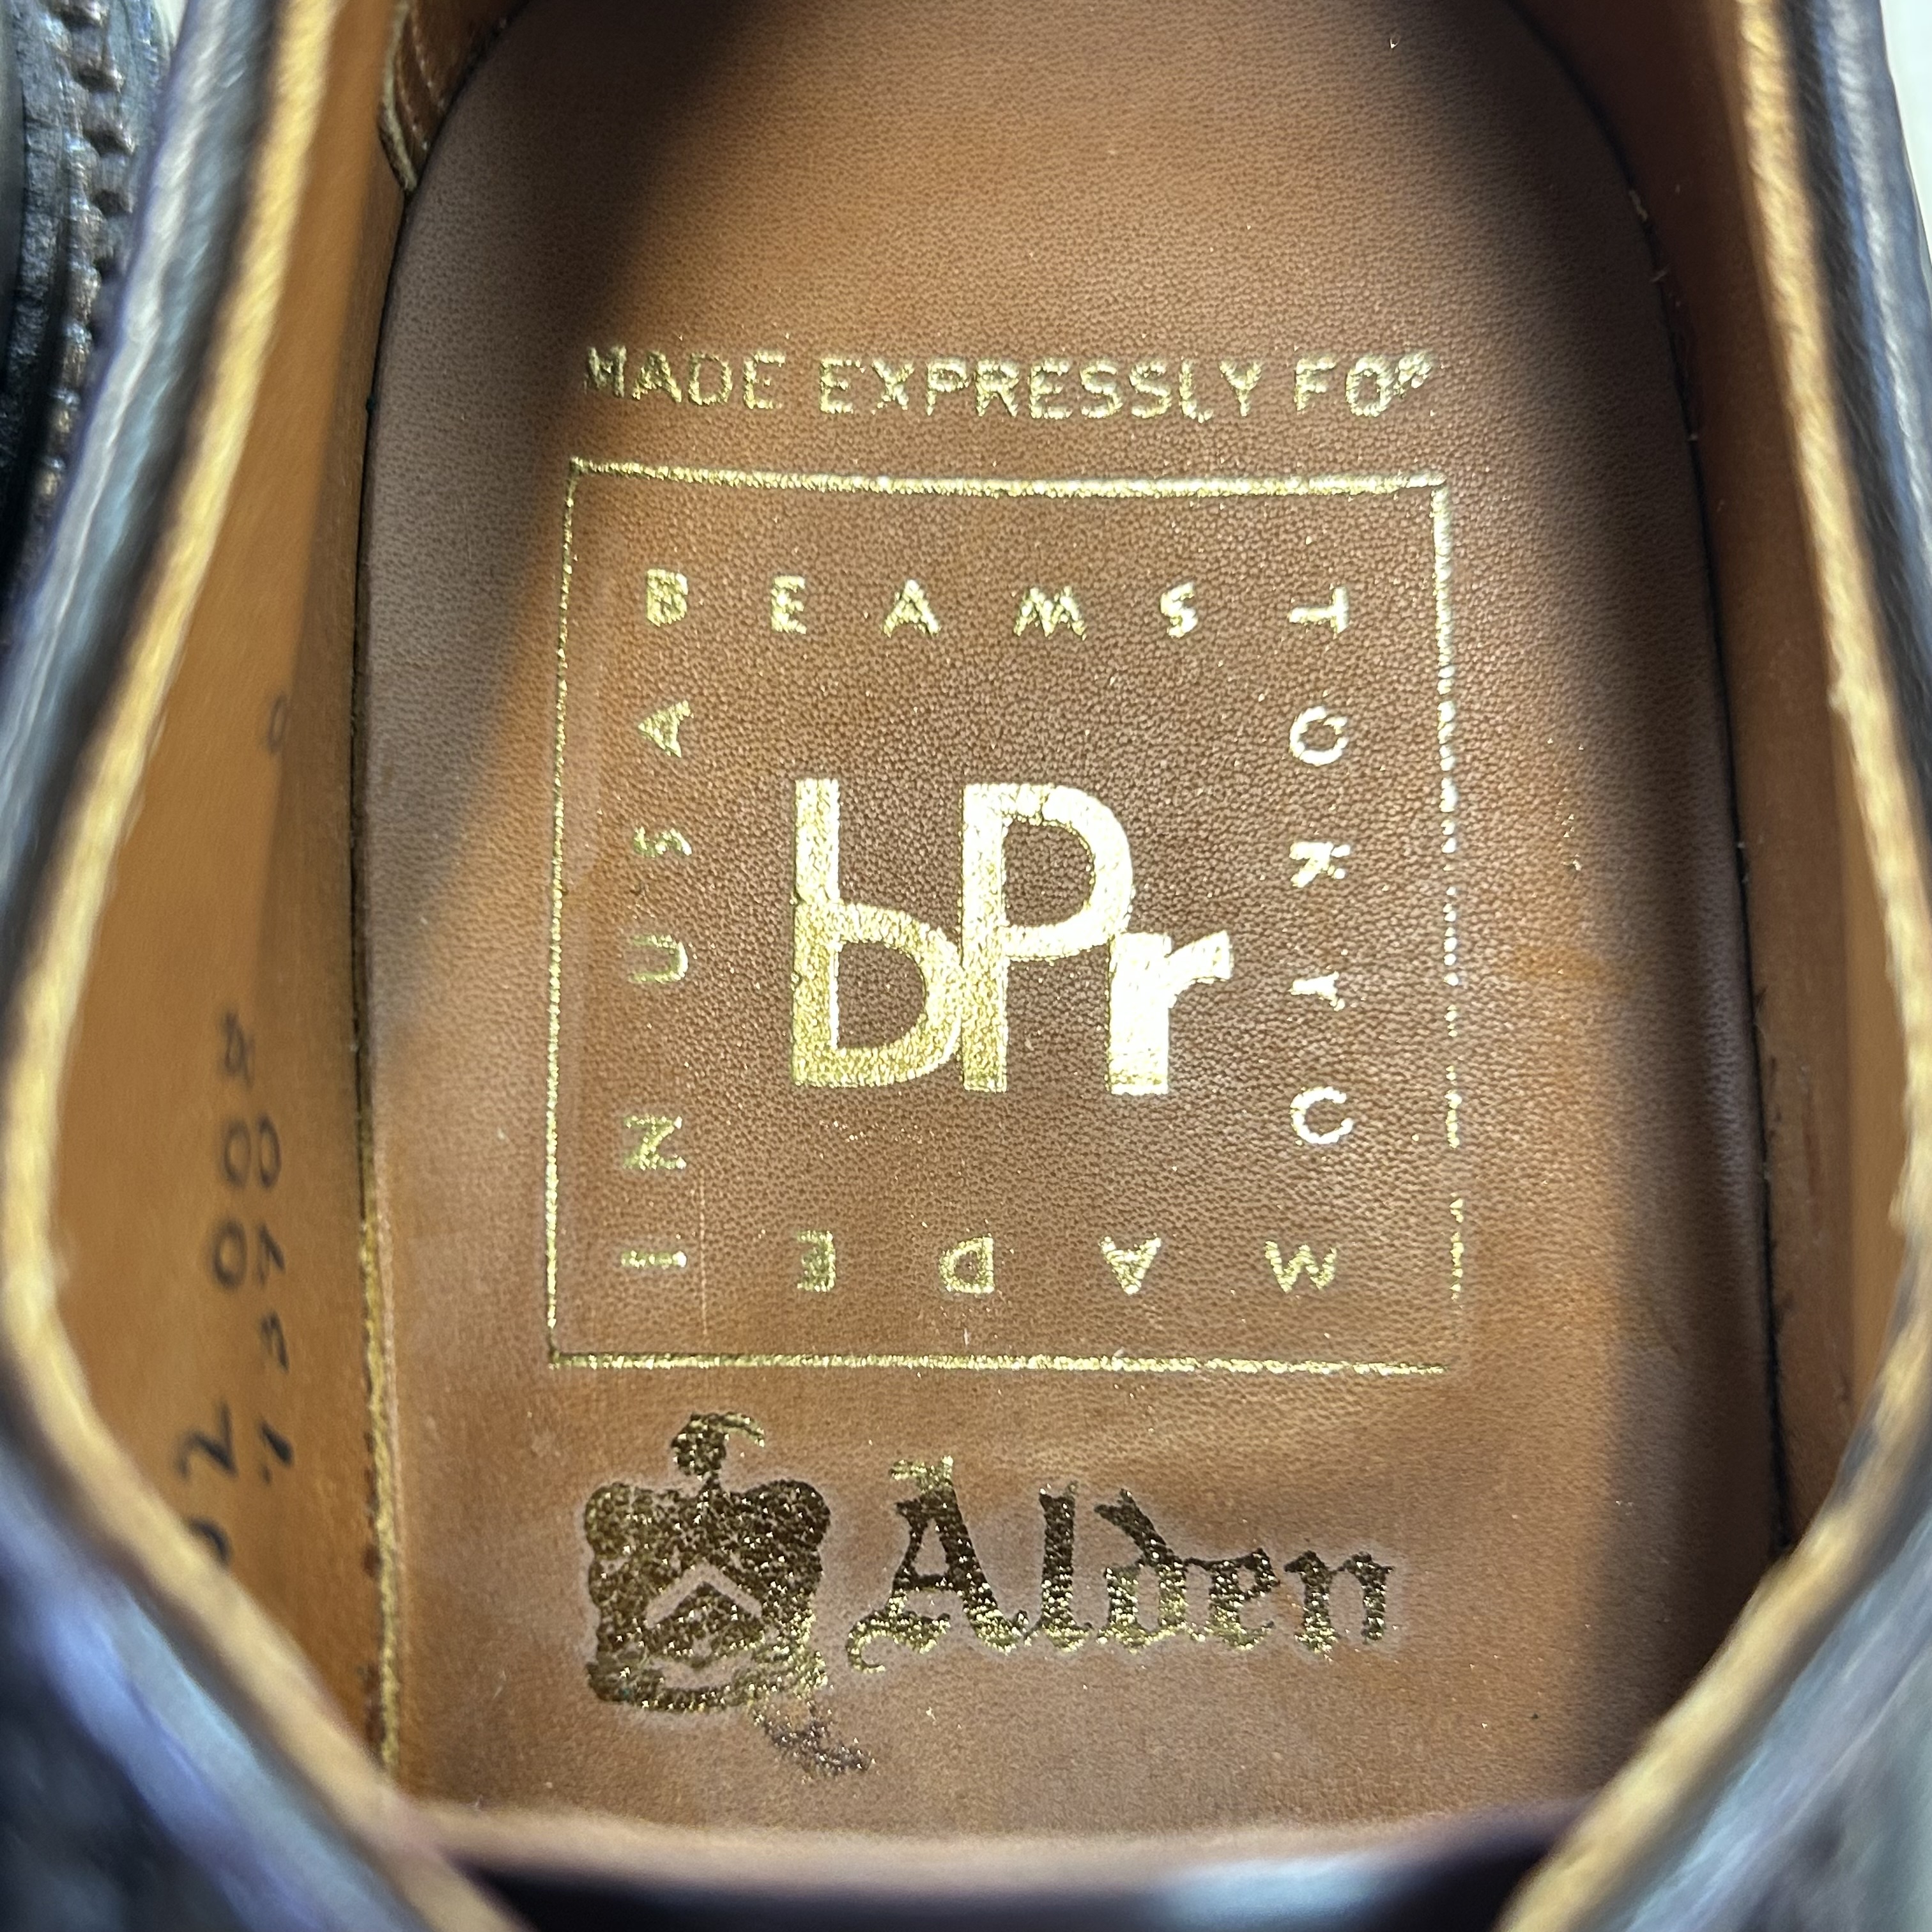 MADE EXPRESSLY FOR
BEAMS
TOKYO
MADE
IN USA
bPr
Alden